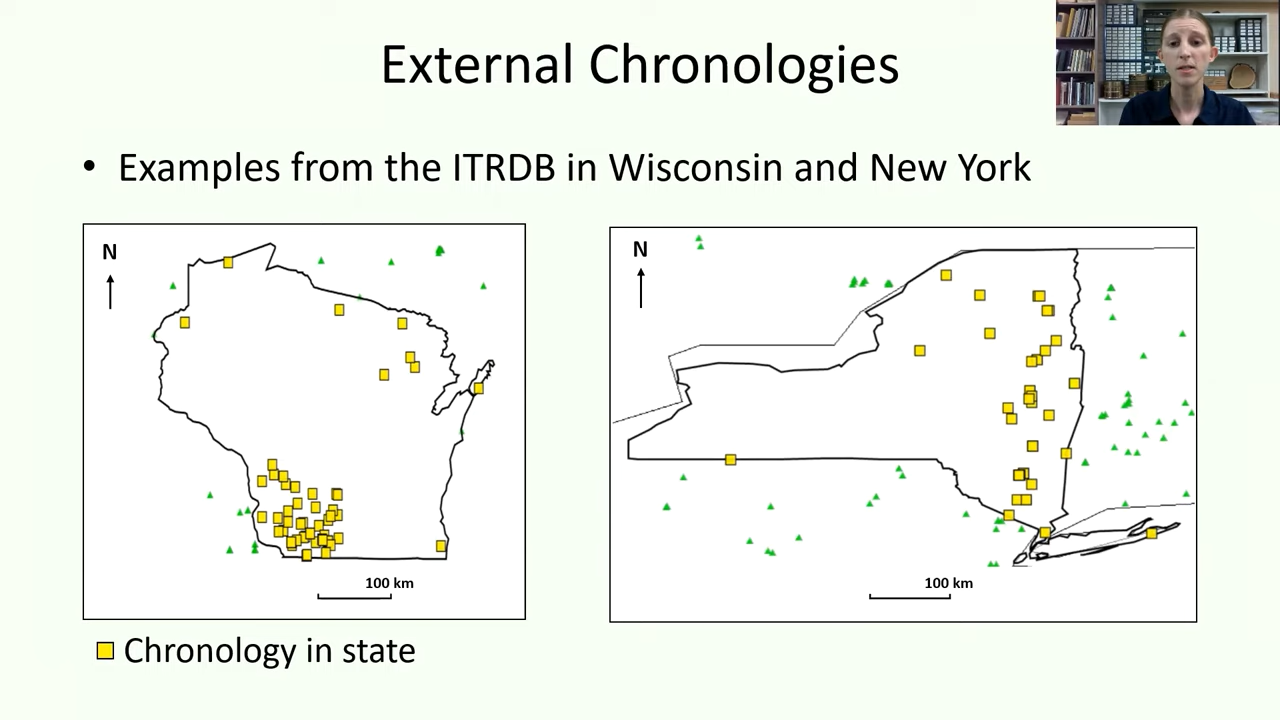 External Chronologies
• Examples from the ITRDB in Wisconsin and New York
N
100 km
N
100 km
Chronology in state